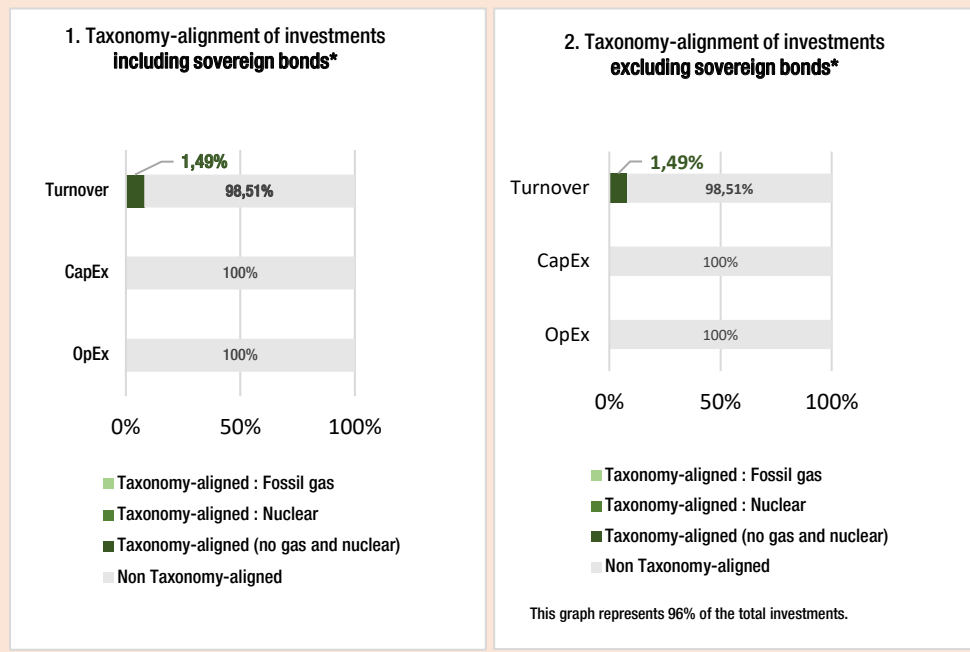 1. Taxonomy-alignment of investments
including sovereign bonds*
1,49%
Turnover
98,51%
CapEx
100%
OpEx
100%
0%
50%
100%
Taxonomy-aligned : Fossil gas
Taxonomy-aligned : Nuclear
Taxonomy-aligned (no gas and nuclear)
Non Taxonomy-aligned
2. Taxonomy-alignment of investments
excluding sovereign bonds*
1,49%
Turnover
98,51%
CapEx
100%
OpEx
100%
0%
50%
100%
Taxonomy-aligned : Fossil gas
Taxonomy-aligned : Nuclear
Taxonomy-aligned (no gas and nuclear)
Non Taxonomy-aligned
This graph represents 96% of the total investments.